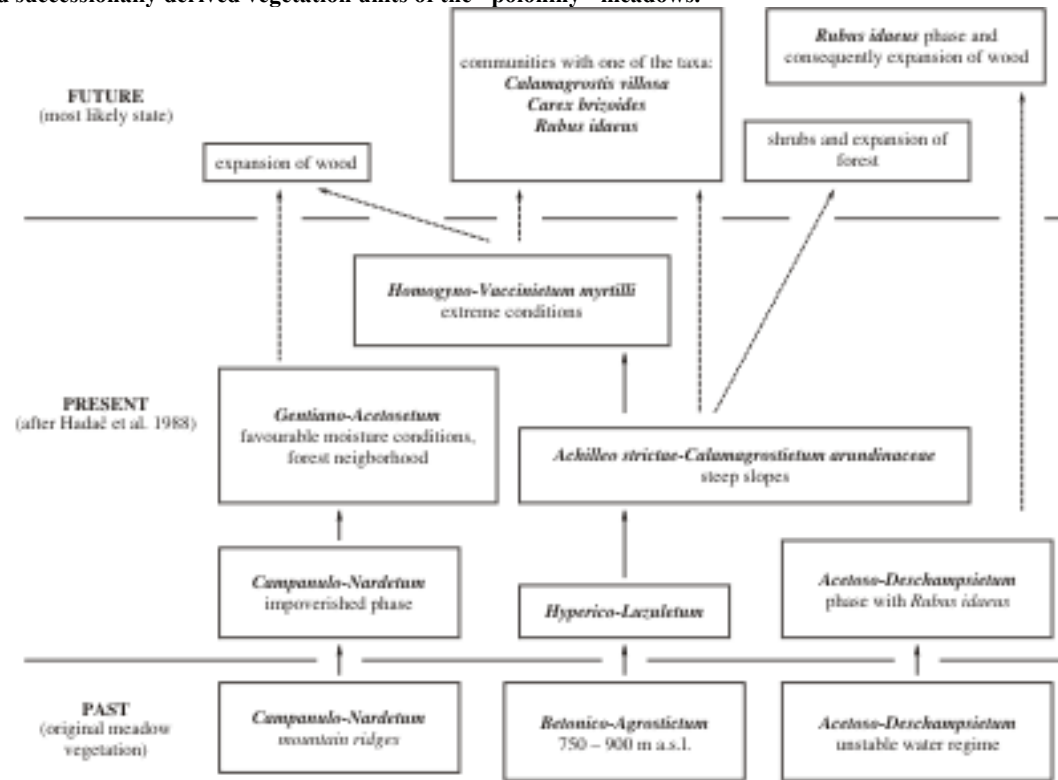 d successionally derived vegetation units of the "poloniny" meadows.
Rubus idaeus phase and
consequently expansion of wood
communities with one of the taxa:
Calamagrostis villosa
Carex brizoides
Rubus idaeus
FUTURE
(most likely state)
shrubs and expansion of
forest
expansion of wood
Homogyno-Vaccinietum myrtilli
extreme conditions
PRESENT
(after Hadač et al. 1988)
Gentiano-Acetosetum
favourable moisture conditions,
forest neigborhood
Achilleo strictae-Calamagrostietum arundinaceae
steep slopes
Campanulo-Nardetum
impoverished phase
Hyperico-Luzuletum
Acetoso-Deschampsietum
phase with Rubus idaeus
PAST
(original meadow
vegetation)
Campanulo-Nardetum
mountain ridges
Betonico-Agrostietum
750 – 900 m a.s.l.
Acetoso-Deschampsietum
unstable water regime